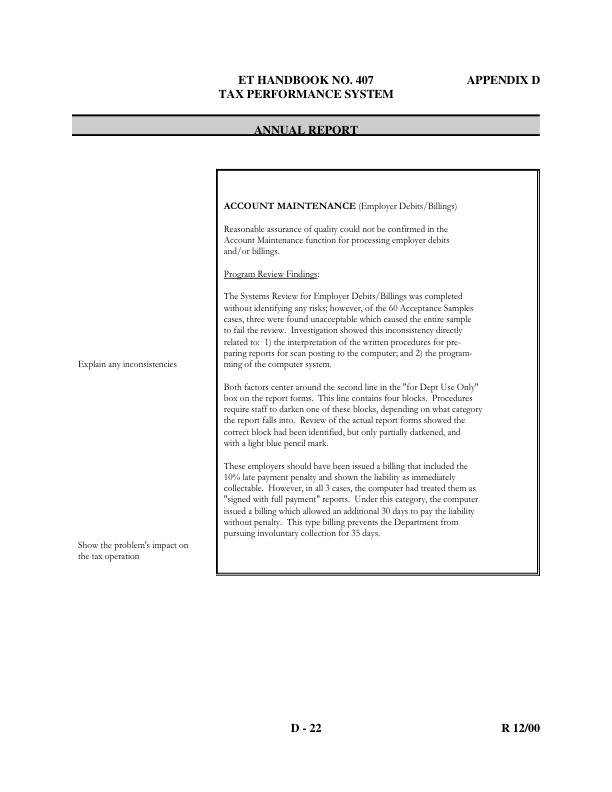 ET HANDBOOK NO. 407
APPENDIX D
TAX PERFORMANCE SYSTEM
ANNUAL REPORT
ACCOUNT MAINTENANCE (Employer Debits/Billings)
Reasonable assurance of quality could not be confirmed in the
Account Maintenance function for processing employer debits
and/or billings.
Program Review Findings:
The Systems Review for Employer Debits/Billings was completed
without identifying any risks; however, of the 60 Acceptance Samples
cases, three were found unacceptable which caused the entire sample
to fail the review. Investigation showed this inconsistency directly
related to: 1) the interpretation of the written procedures for pre-
paring reports for scan posting to the computer; and 2) the program-
ming of the computer system.
Explain any inconsistencies
Both factors center around the second line in the "for Dept Use Only"
box on the report forms. This line contains four blocks. Procedures
require staff to darken one of these blocks, depending on what category
the report falls into. Review of the actual report forms showed the
correct block had been identified, but only partially darkened, and
with a light blue pencil mark.
These employers should have been issued a billing that included the
10% late payment penalty and shown the liability as immediately
collectable. However, in all 3 cases, the computer had treated them as
"signed with full payment" reports. Under this category, the computer
issued a billing which allowed an additional 30 days to pay the liability
without penalty. This type billing prevents the Department from
pursuing involuntary collection for 35 days.
Show the problem's impact on
the tax operation
D - 22
R 12/00